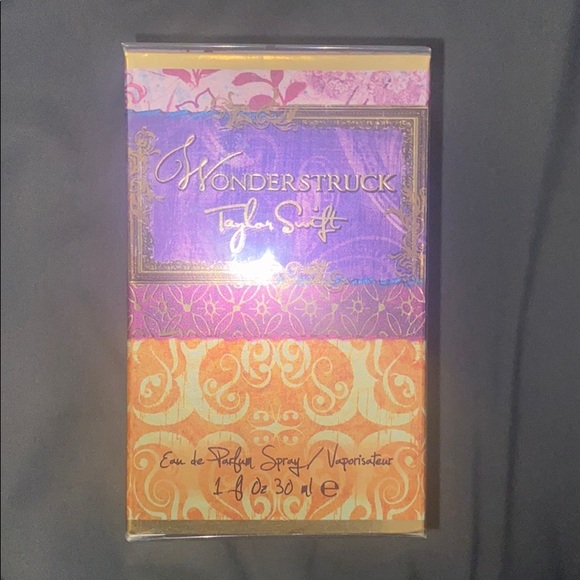 WONDERSTRUCK
Taylor Swift
Eau de Parfum Spray / Vaporisateur
1 fl Oz 30 ml ℮